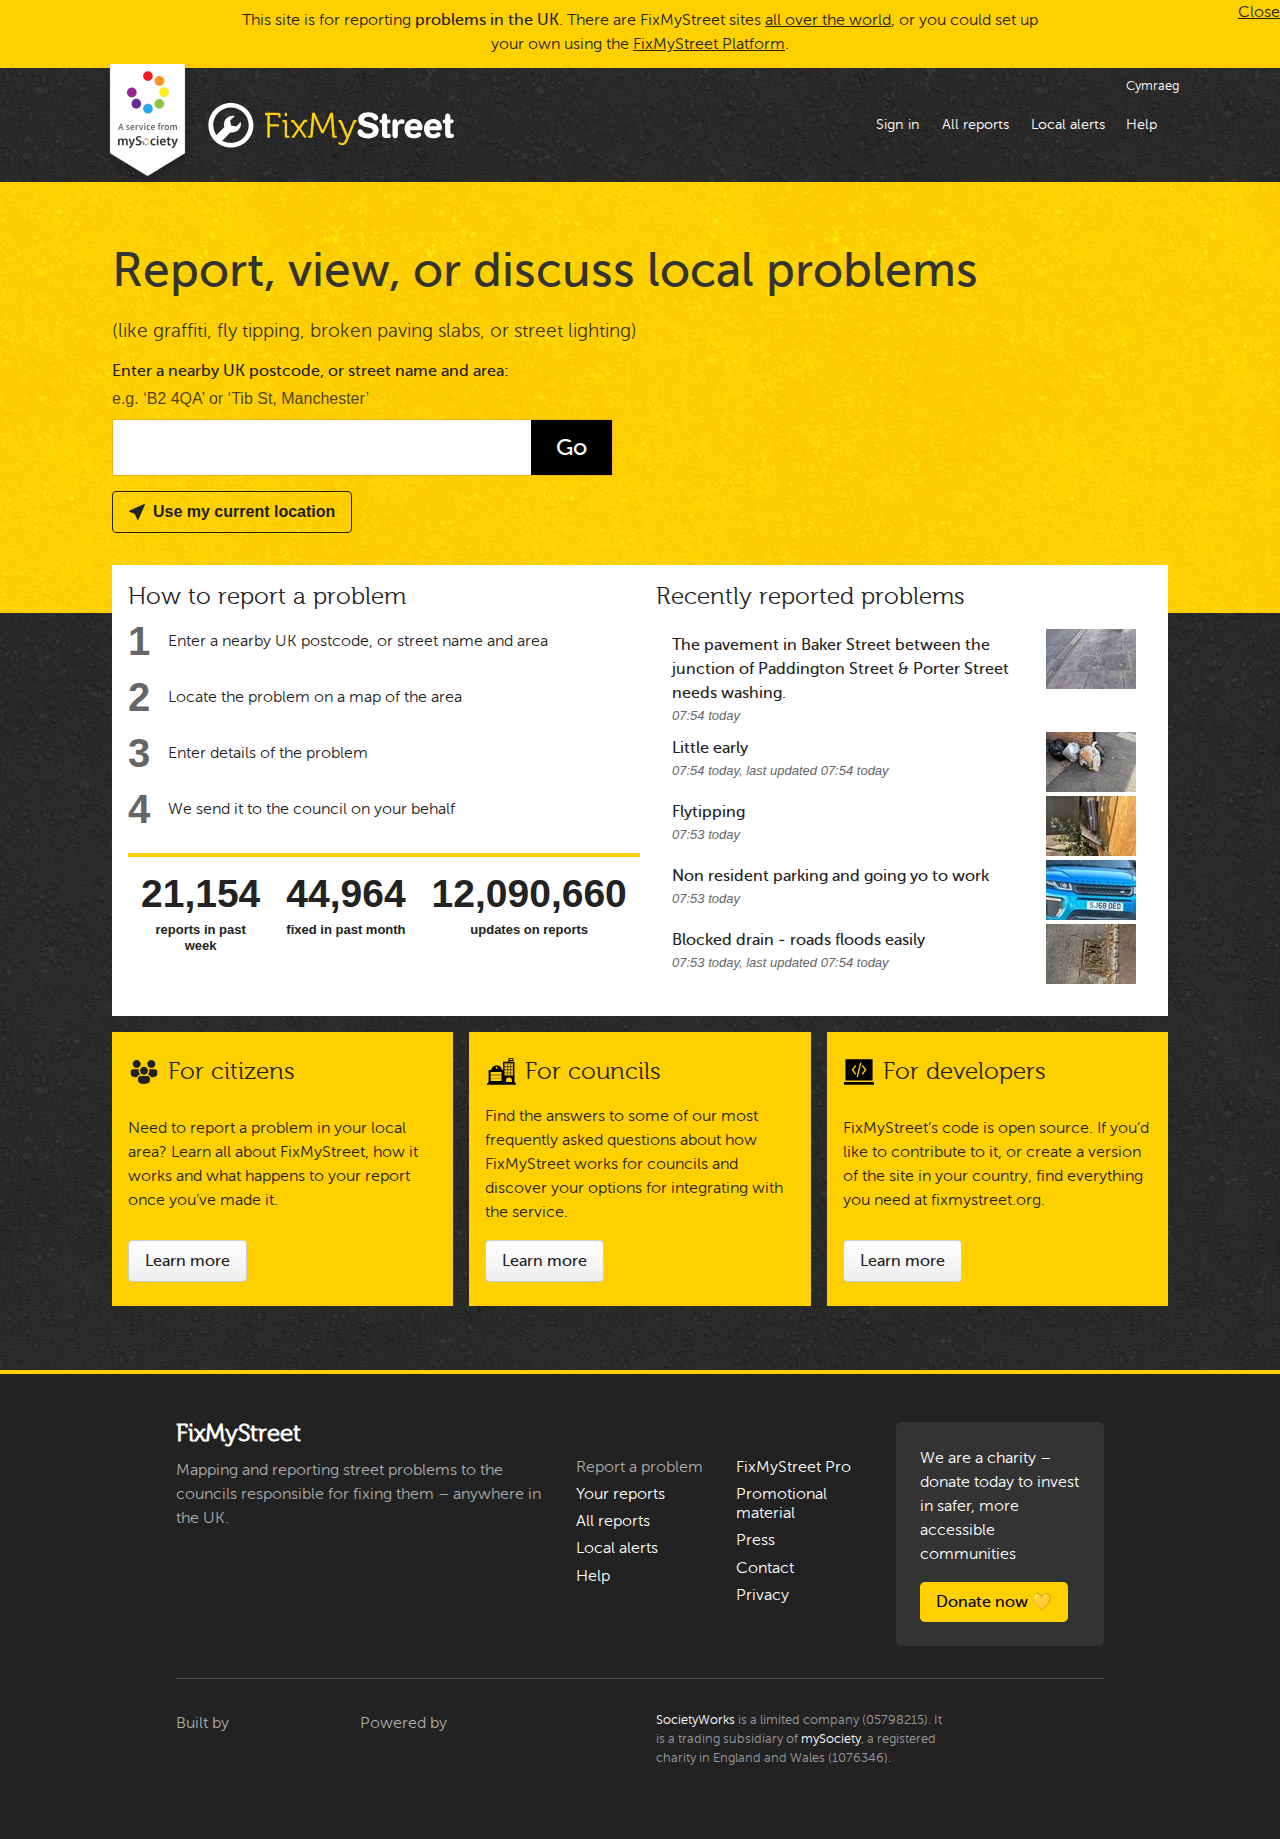 This site is for reporting problems in the UK. There are FixMyStreet sites all over the world, or you could set up
your own using the FixMyStreet Platform.
Close
Cymraeg
A service from
mySociety
FixMyStreet
Sign in
All reports
Local alerts
Help
Report, view, or discuss local problems
(like graffiti, fly tipping, broken paving slabs, or street lighting)
Enter a nearby UK postcode, or street name and area:
e.g. ‘B2 4QA’ or ‘Tib St, Manchester’
Go
Use my current location
How to report a problem
1 Enter a nearby UK postcode, or street name and area
2 Locate the problem on a map of the area
3 Enter details of the problem
4 We send it to the council on your behalf
21,154
reports in past
week
44,964
fixed in past month
12,090,660
updates on reports
Recently reported problems
The pavement in Baker Street between the
junction of Paddington Street & Porter Street
needs washing.
07:54 today
Little early
07:54 today, last updated 07:54 today
Flytipping
07:53 today
Non resident parking and going yo to work
07:53 today
SJ68 OED
Blocked drain - roads floods easily
07:53 today, last updated 07:54 today
For citizens
Need to report a problem in your local
area? Learn all about FixMyStreet, how it
works and what happens to your report
once you’ve made it.
Learn more
For councils
Find the answers to some of our most
frequently asked questions about how
FixMyStreet works for councils and
discover your options for integrating with
the service.
Learn more
For developers
FixMyStreet’s code is open source. If you’d
like to contribute to it, or create a version
of the site in your country, find everything
you need at fixmystreet.org.
Learn more
FixMyStreet
Mapping and reporting street problems to the
councils responsible for fixing them – anywhere in
the UK.
Report a problem
Your reports
All reports
Local alerts
Help
FixMyStreet Pro
Promotional
material
Press
Contact
Privacy
We are a charity –
donate today to invest
in safer, more
accessible
communities
Donate now 💛
Built by
Powered by
SocietyWorks is a limited company (05798215). It
is a trading subsidiary of mySociety, a registered
charity in England and Wales (1076346).